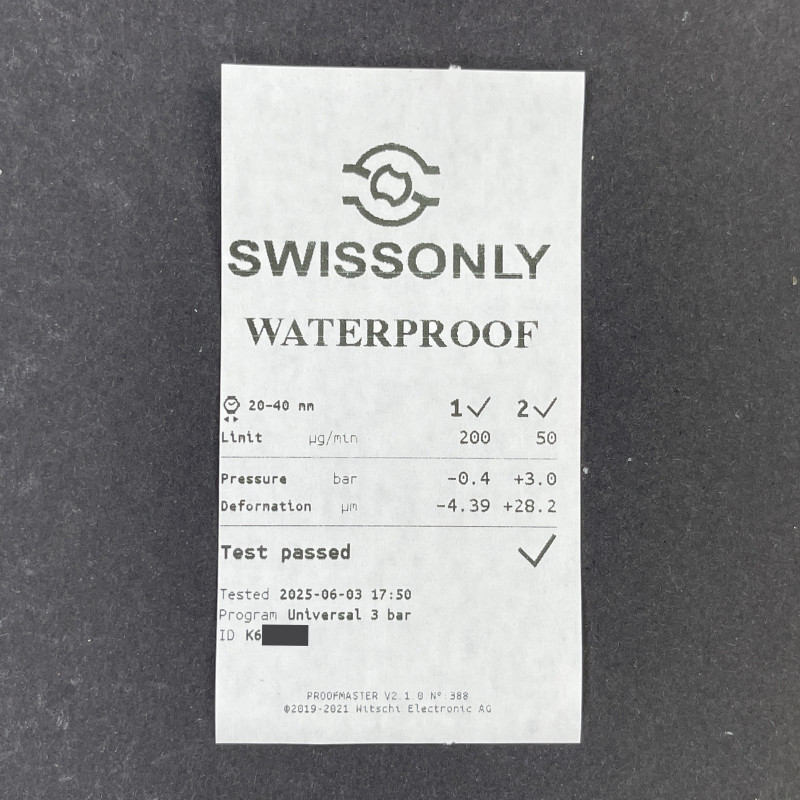 SWISSONLY
WATERPROOF
20-40 mm 1✓ 2✓
Limit µg/min 200 50
Pressure bar -0.4 +3.0
Deformation µm -4.39 +28.2
Test passed ✓
Tested 2025-06-03 17:50
Program Universal 3 bar
ID K6
PROOFMASTER V2.1.0 Nº 388
©2019-2021 Witschi Electronic AG